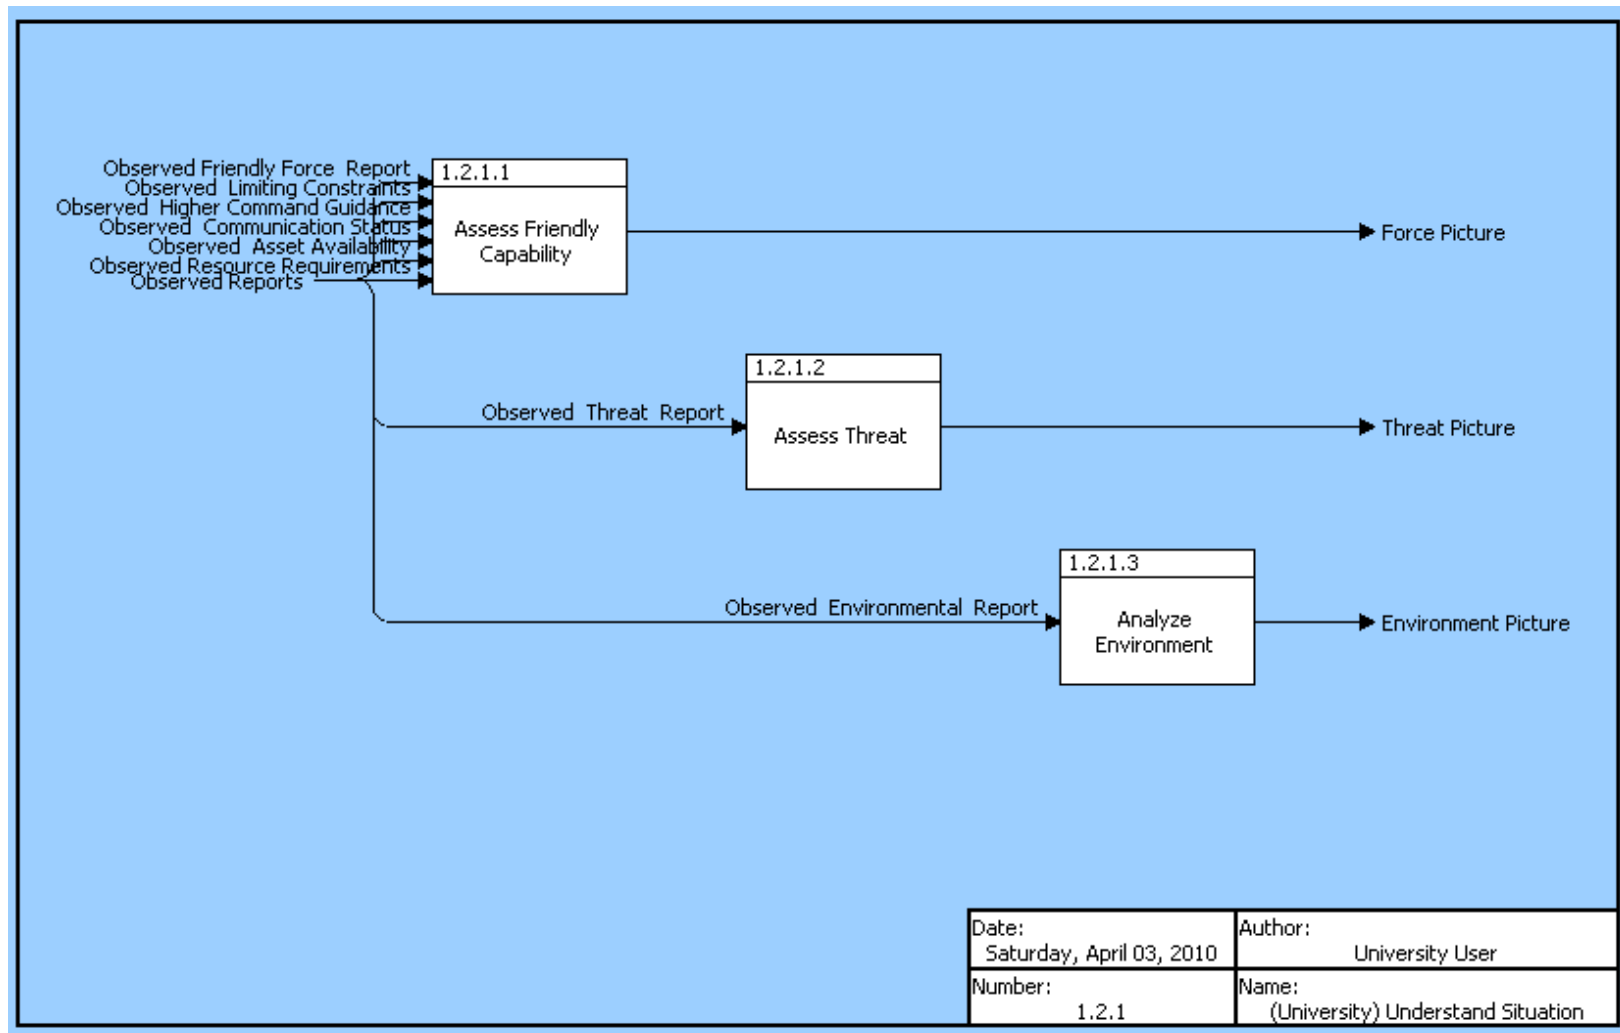 Observed Friendly Force  Report
Observed  Limiting Constraints
Observed  Higher Command Guidance
Observed  Communication Status
Observed  Asset Availability
Observed Resource Requirements
Observed Reports
1.2.1.1
Assess Friendly
Capability
Force Picture
1.2.1.2
Observed  Threat  Report
Assess Threat
Threat Picture
1.2.1.3
Observed  Environmental  Report
Analyze
Environment
Environment Picture
Date:
Saturday, April 03, 2010
Author:
University User
Number:
1.2.1
Name:
(University) Understand Situation